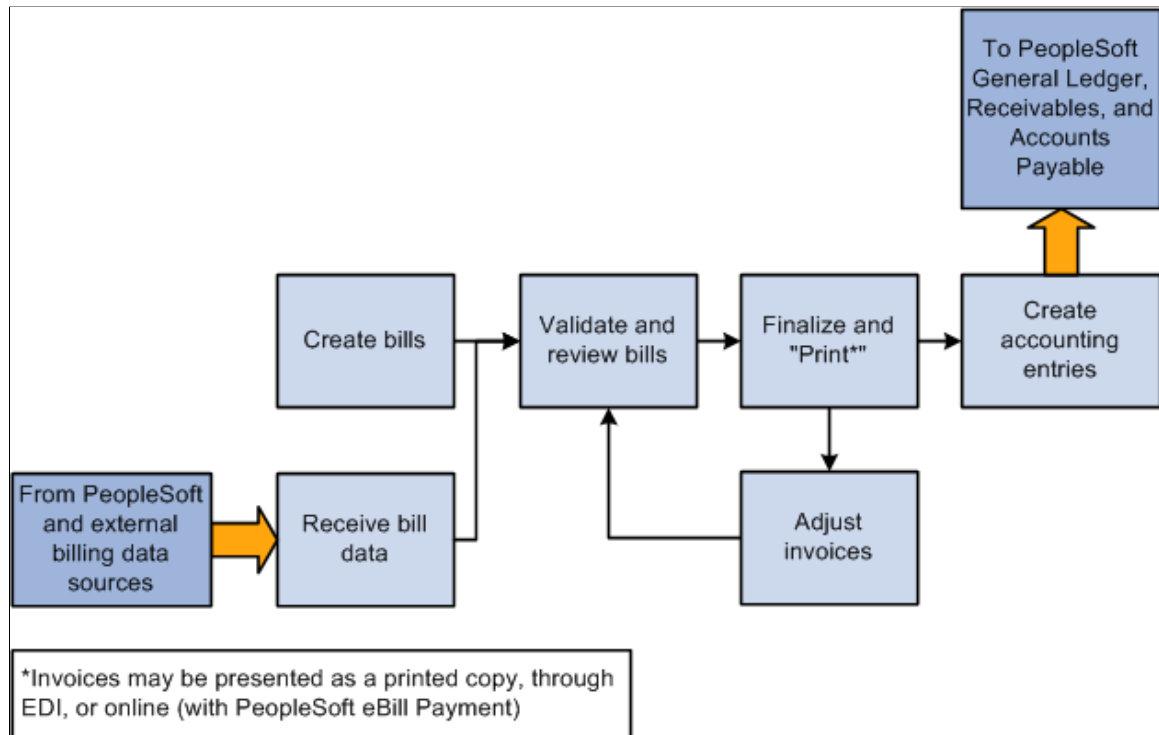 To PeopleSoft
General Ledger,
Receivables, and
Accounts
Payable
Create bills
Validate and
review bills
Finalize and
"Print*"
Create
accounting
entries
From PeopleSoft
and external
billing data
sources
Receive bill
data
Adjust
invoices
*Invoices may be presented as a printed copy, through
EDI, or online (with PeopleSoft eBill Payment)